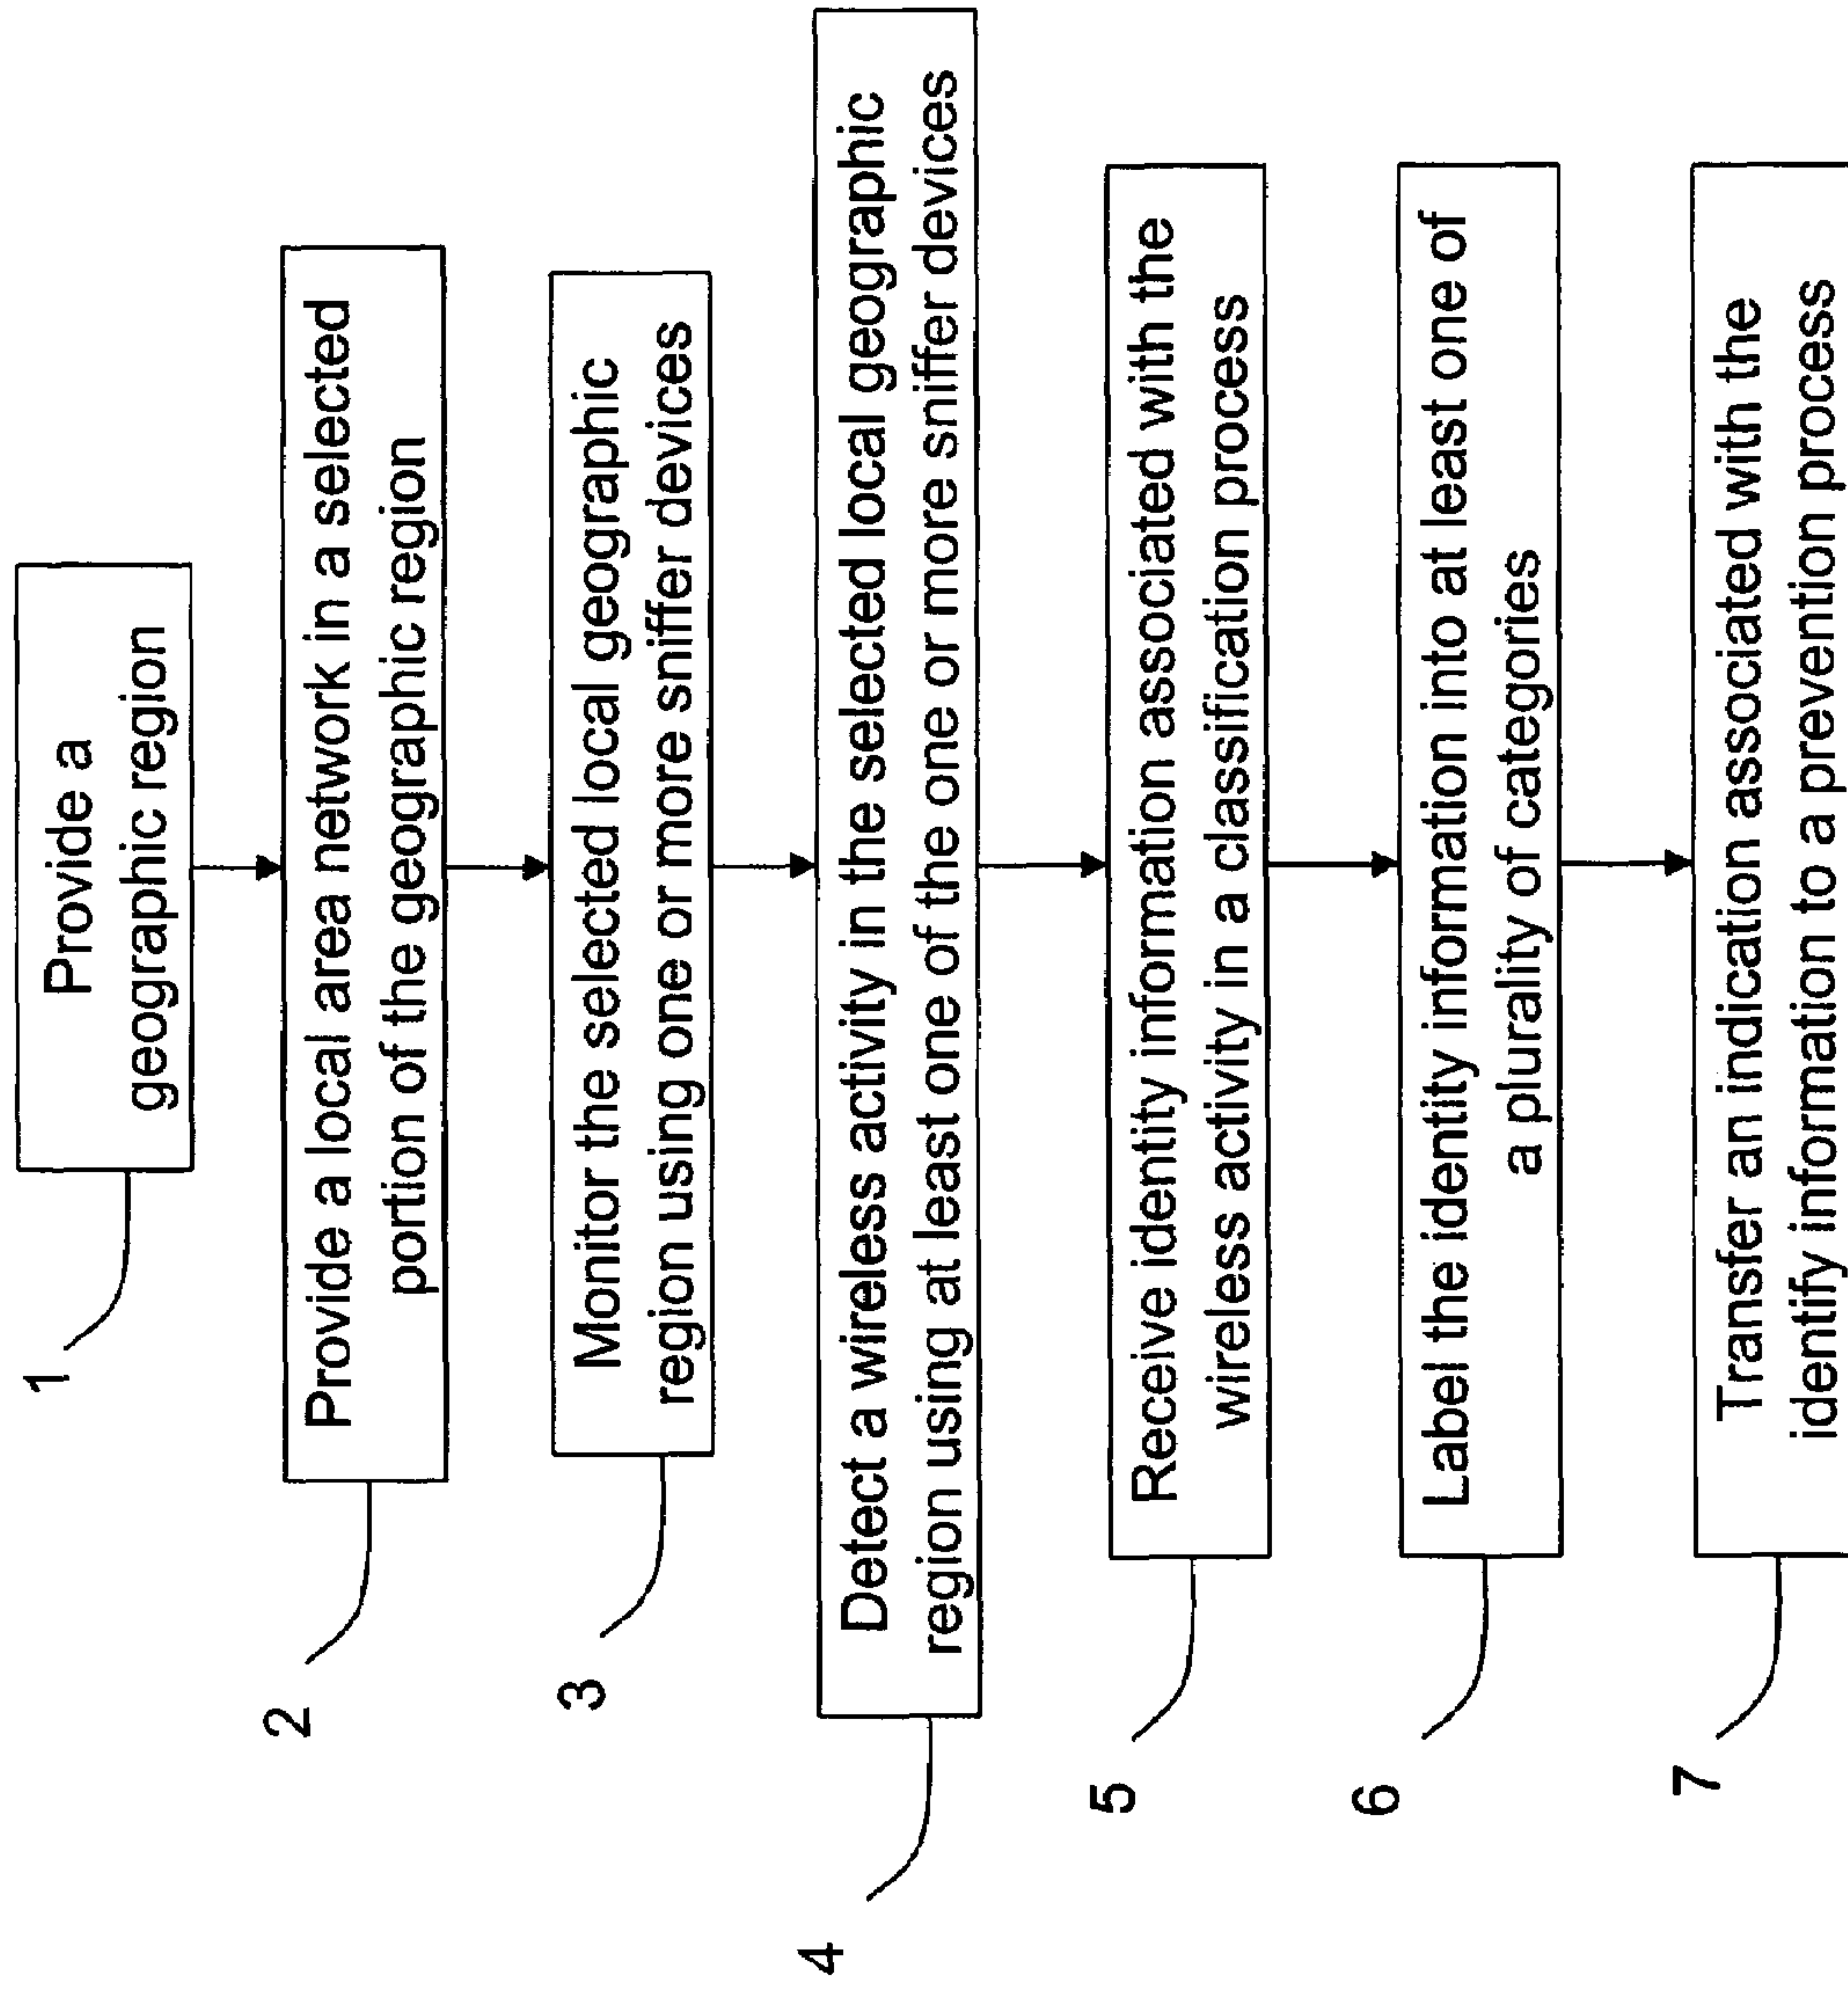 1
Provide a
geographic region
2
Provide a local area network in a selected
portion of the geographic region
3
Monitor the selected local geographic
region using one or more sniffer devices
4
Detect a wireless activity in the selected local geographic
region using at least one of the one or more sniffer devices
5
Receive identity information associated with the
wireless activity in a classification process
6
Label the identity information into at least one of
a plurality of categories
7
Transfer an indication associated with the
identify information to a prevention process